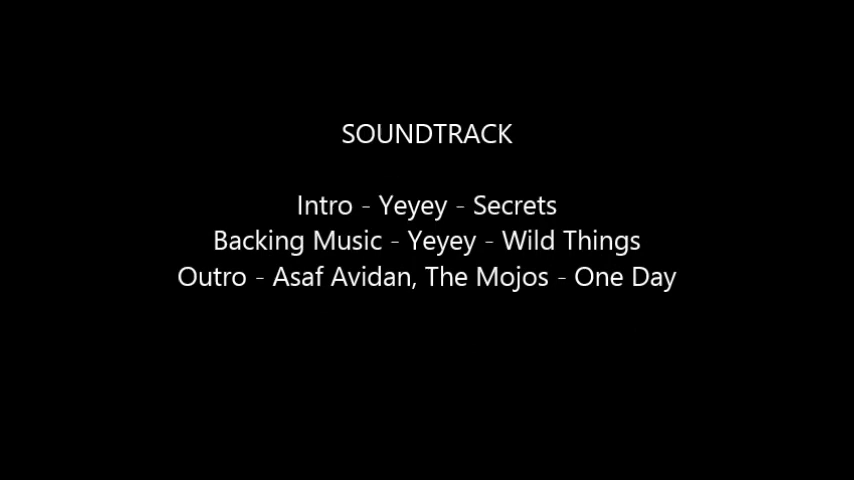 SOUNDTRACK
Intro - Yeyey - Secrets
Backing Music - Yeyey - Wild Things
Outro - Asaf Avidan, The Mojos - One Day